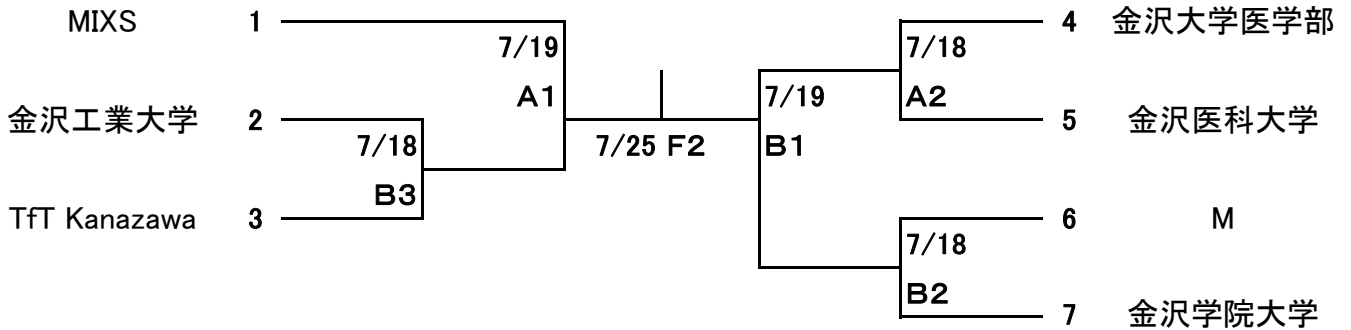 MIXS 1
7/19
A1
金沢工業大学 2
7/18
B3
TfT Kanazawa 3
7/25 F2
7/19
B1
4 金沢大学医学部
7/18
A2
5 金沢医科大学
6 M
7/18
B2
7 金沢学院大学